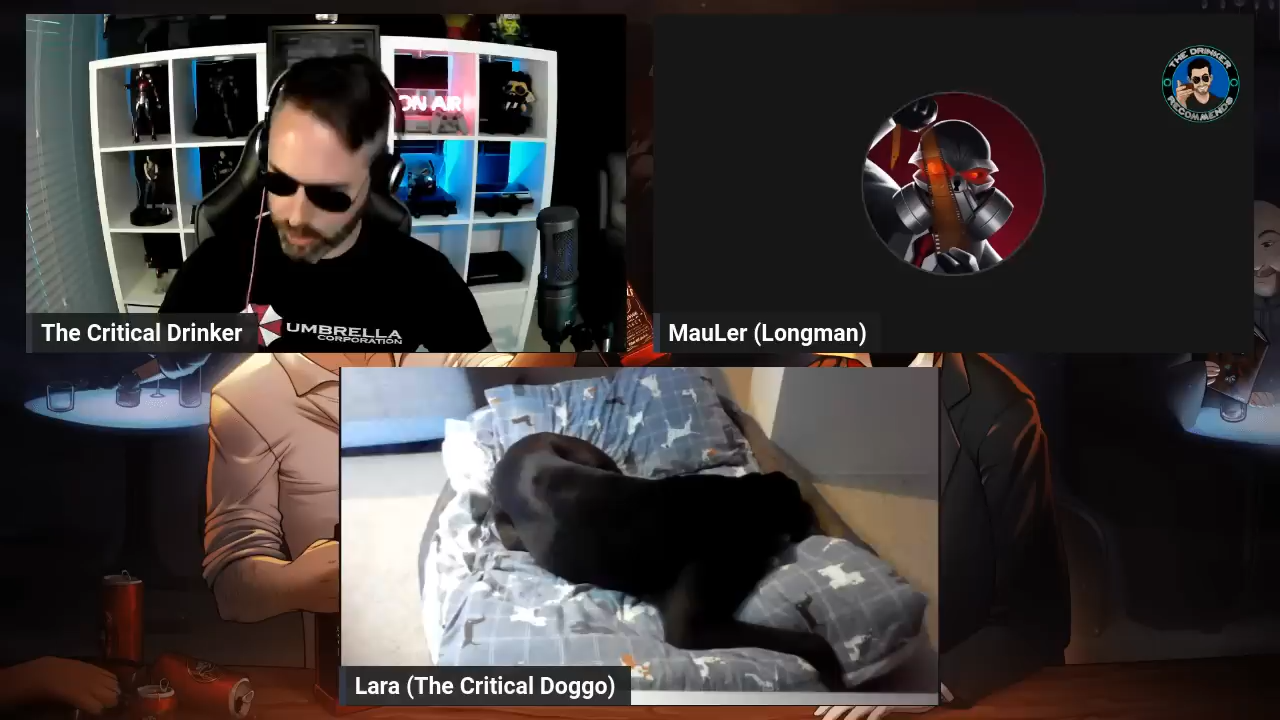 ON AIR
THE DRINKER
RECOMMENDS
UMBRELLA
CORPORATION
The Critical Drinker
MauLer (Longman)
Lara (The Critical Doggo)